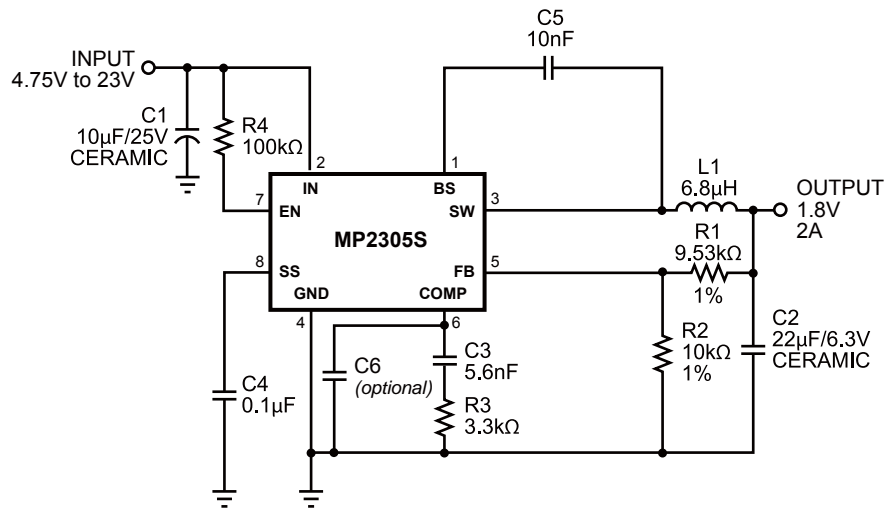 INPUT
4.75V to 23V
C1
10µF/25V
CERAMIC
R4
100kΩ
C5
10nF
2
1
IN
BS
7
EN
SW
3
L1
6.8µH
OUTPUT
1.8V
2A
MP2305S
8
SS
FB
5
R1
9.53kΩ
1%
GND
COMP
4
6
C4
0.1µF
C6
(optional)
C3
5.6nF
R3
3.3kΩ
R2
10kΩ
1%
C2
22µF/6.3V
CERAMIC